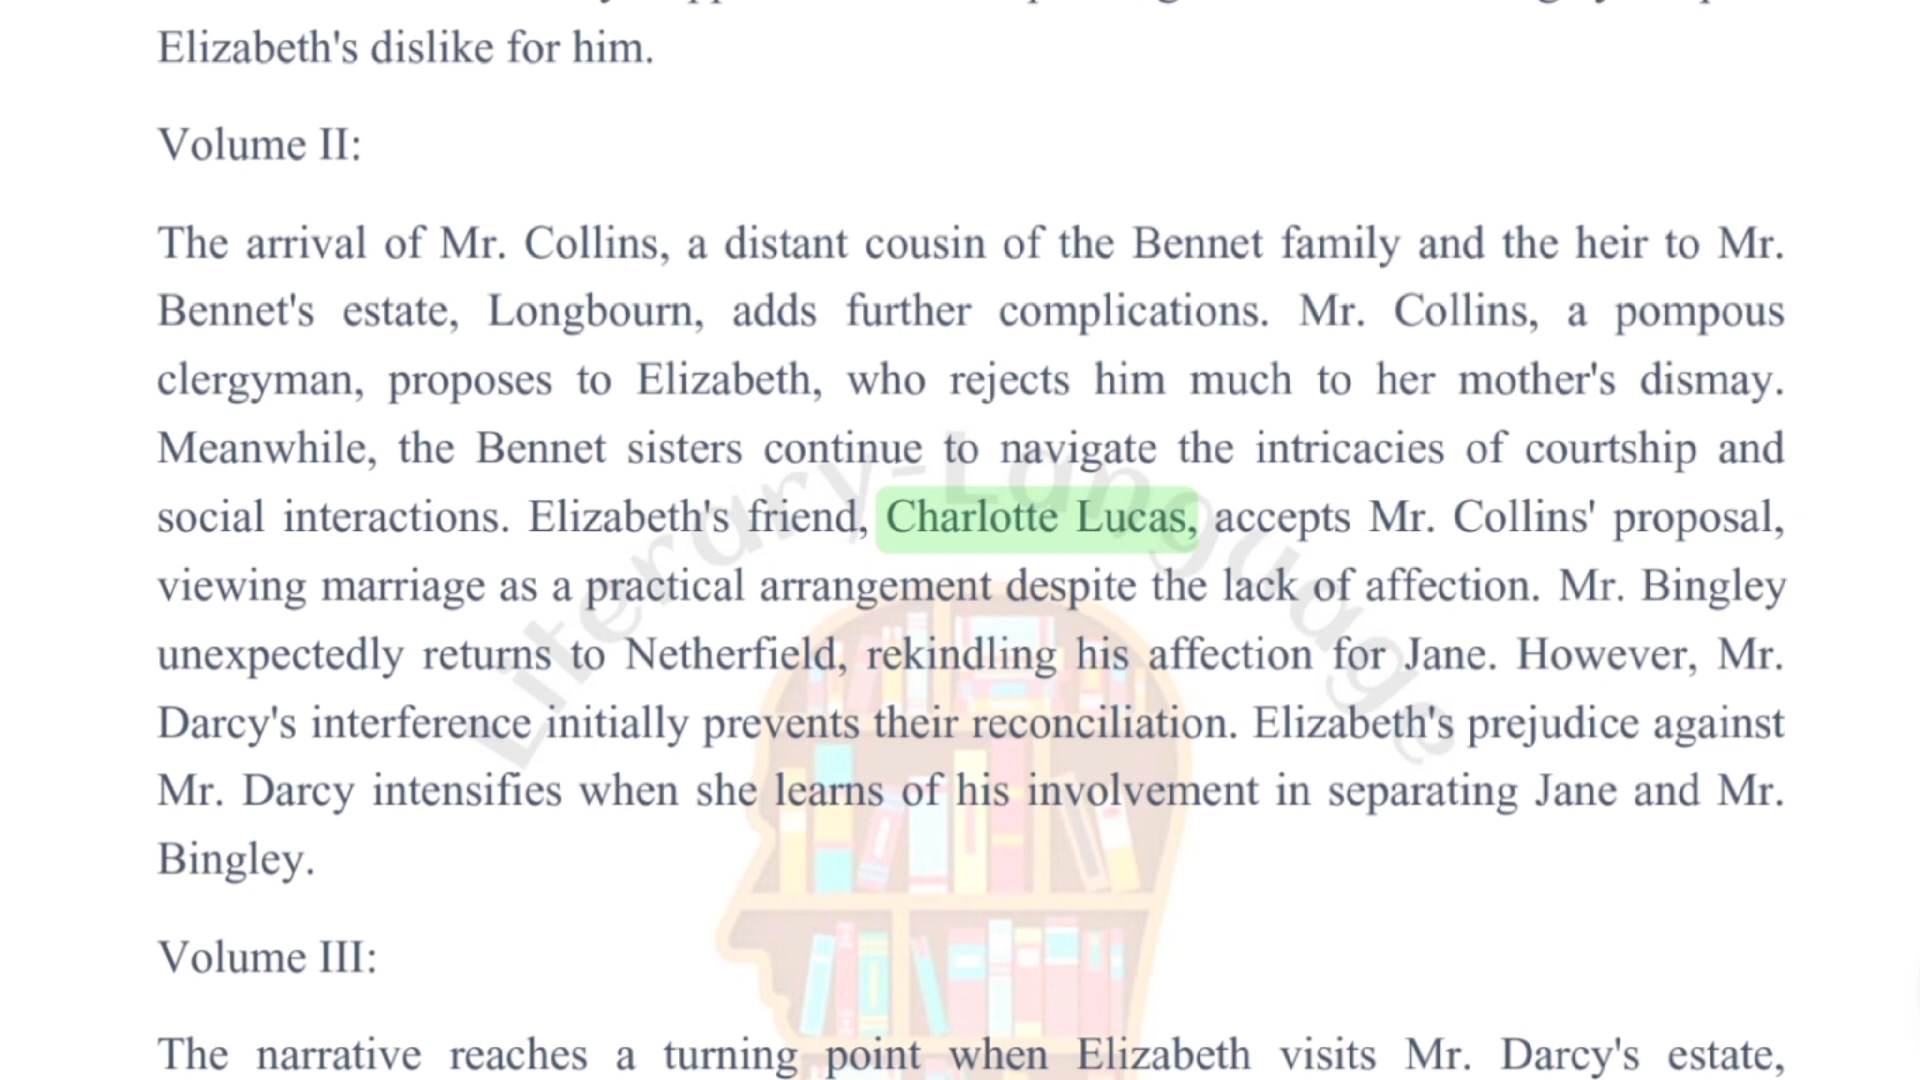 Elizabeth's dislike for him.
Volume II:
The arrival of Mr. Collins, a distant cousin of the Bennet family and the heir to Mr.
Bennet's estate, Longbourn, adds further complications. Mr. Collins, a pompous
clergyman, proposes to Elizabeth, who rejects him much to her mother's dismay.
Meanwhile, the Bennet sisters continue to navigate the intricacies of courtship and
social interactions. Elizabeth's friend, Charlotte Lucas, accepts Mr. Collins' proposal,
viewing marriage as a practical arrangement despite the lack of affection. Mr. Bingley
unexpectedly returns to Netherfield, rekindling his affection for Jane. However, Mr.
Darcy's interference initially prevents their reconciliation. Elizabeth's prejudice against
Mr. Darcy intensifies when she learns of his involvement in separating Jane and Mr.
Bingley.
Volume III:
The narrative reaches a turning point when Elizabeth visits Mr. Darcy's estate,
Literary-Language